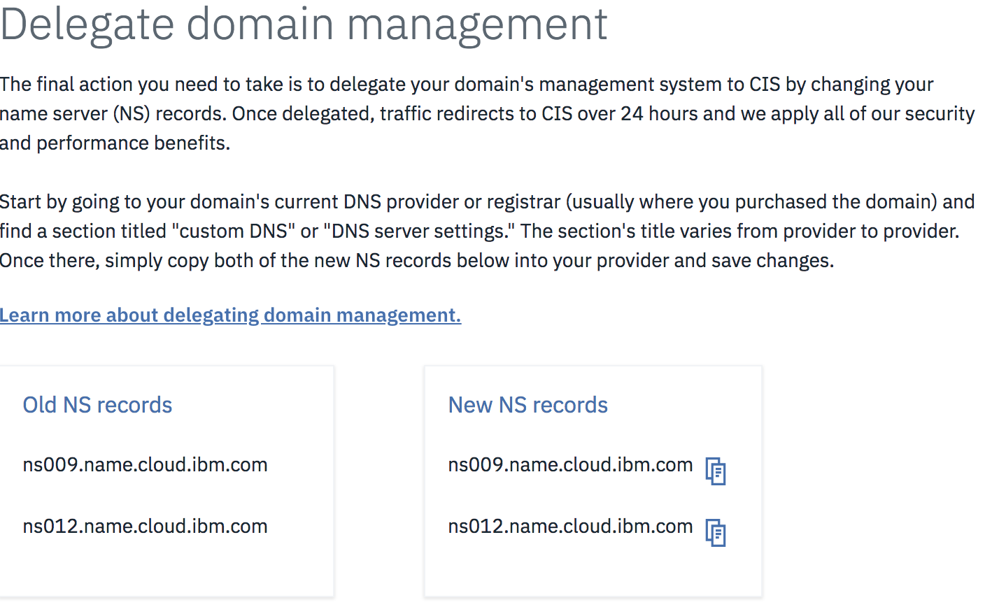 Delegate domain management
The final action you need to take is to delegate your domain's management system to CIS by changing your
name server (NS) records. Once delegated, traffic redirects to CIS over 24 hours and we apply all of our security
and performance benefits.
Start by going to your domain's current DNS provider or registrar (usually where you purchased the domain) and
find a section titled "custom DNS" or "DNS server settings." The section's title varies from provider to provider.
Once there, simply copy both of the new NS records below into your provider and save changes.
Learn more about delegating domain management.
Old NS records
ns009.name.cloud.ibm.com
ns012.name.cloud.ibm.com
New NS records
ns009.name.cloud.ibm.com
ns012.name.cloud.ibm.com